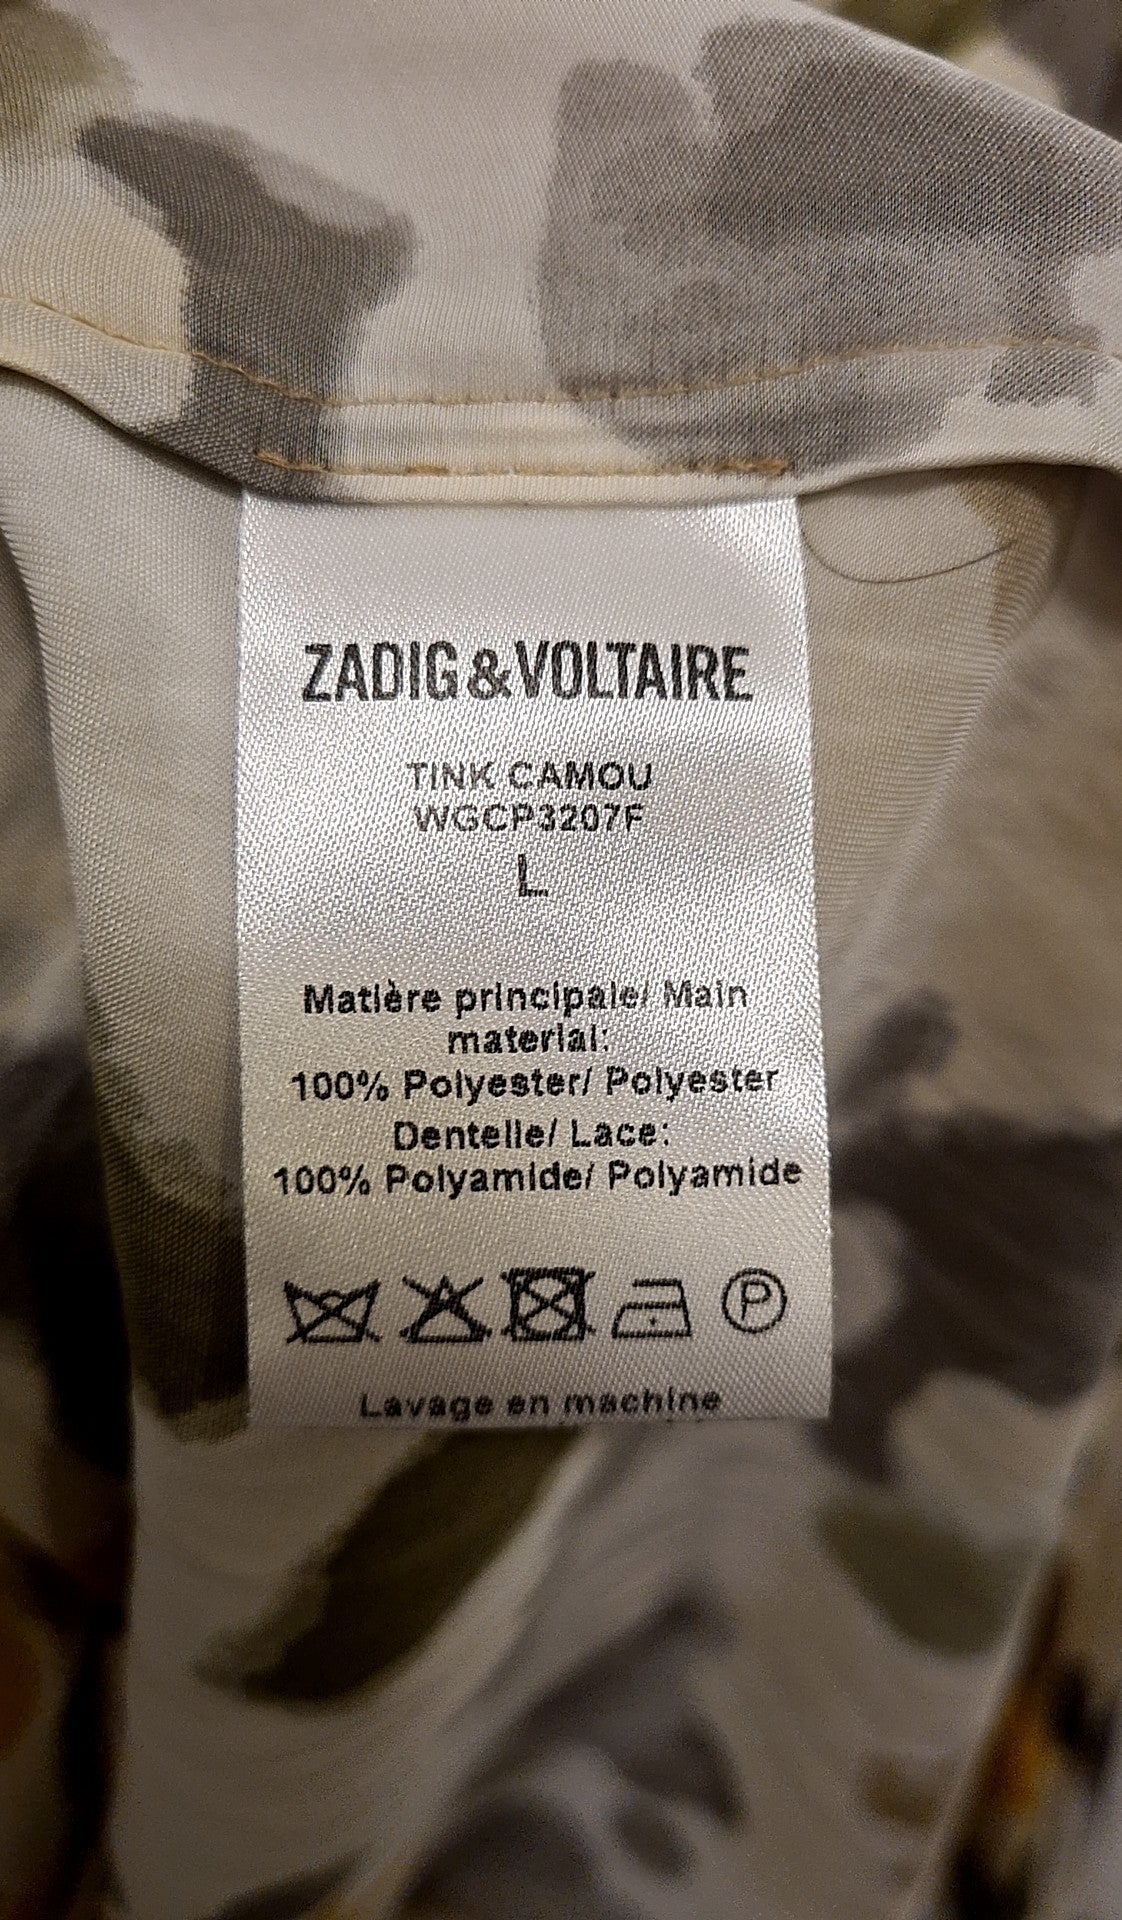 ZADIG&VOLTAIRE
TINK CAMOU
WGCP3207F
L
Matière principale/ Main
material:
100% Polyester/ Polyester
Dentelle/ Lace:
100% Polyamide/ Polyamide
P
Lavage en machine